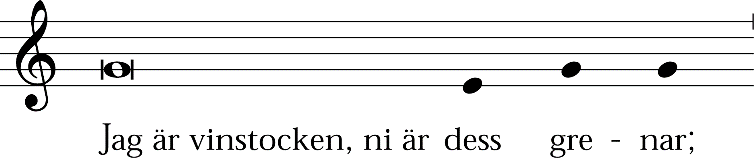 Jag är vinstocken, ni är dess gre - nar;